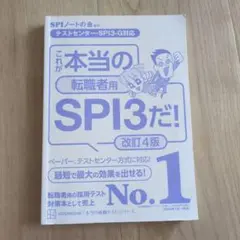 SPIノートの会 編著
テストセンター・SPI3-G対応
これが
本当の
転職者用
SPI3だ!
改訂4版
ペーパー、テストセンター方式に対応!
最短で最大の効果を出せる!
転職者用の採用テスト
対策本として売上
No.1